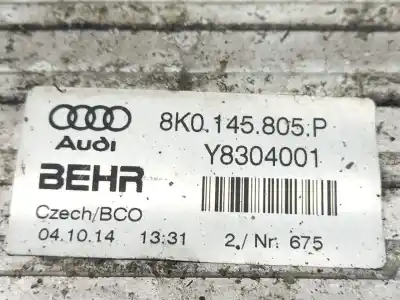 8K0.145.805.P
Audi
Y8304001
BEHR
Czech/BCO
04.10.14 13:31 2./ Nr. 675